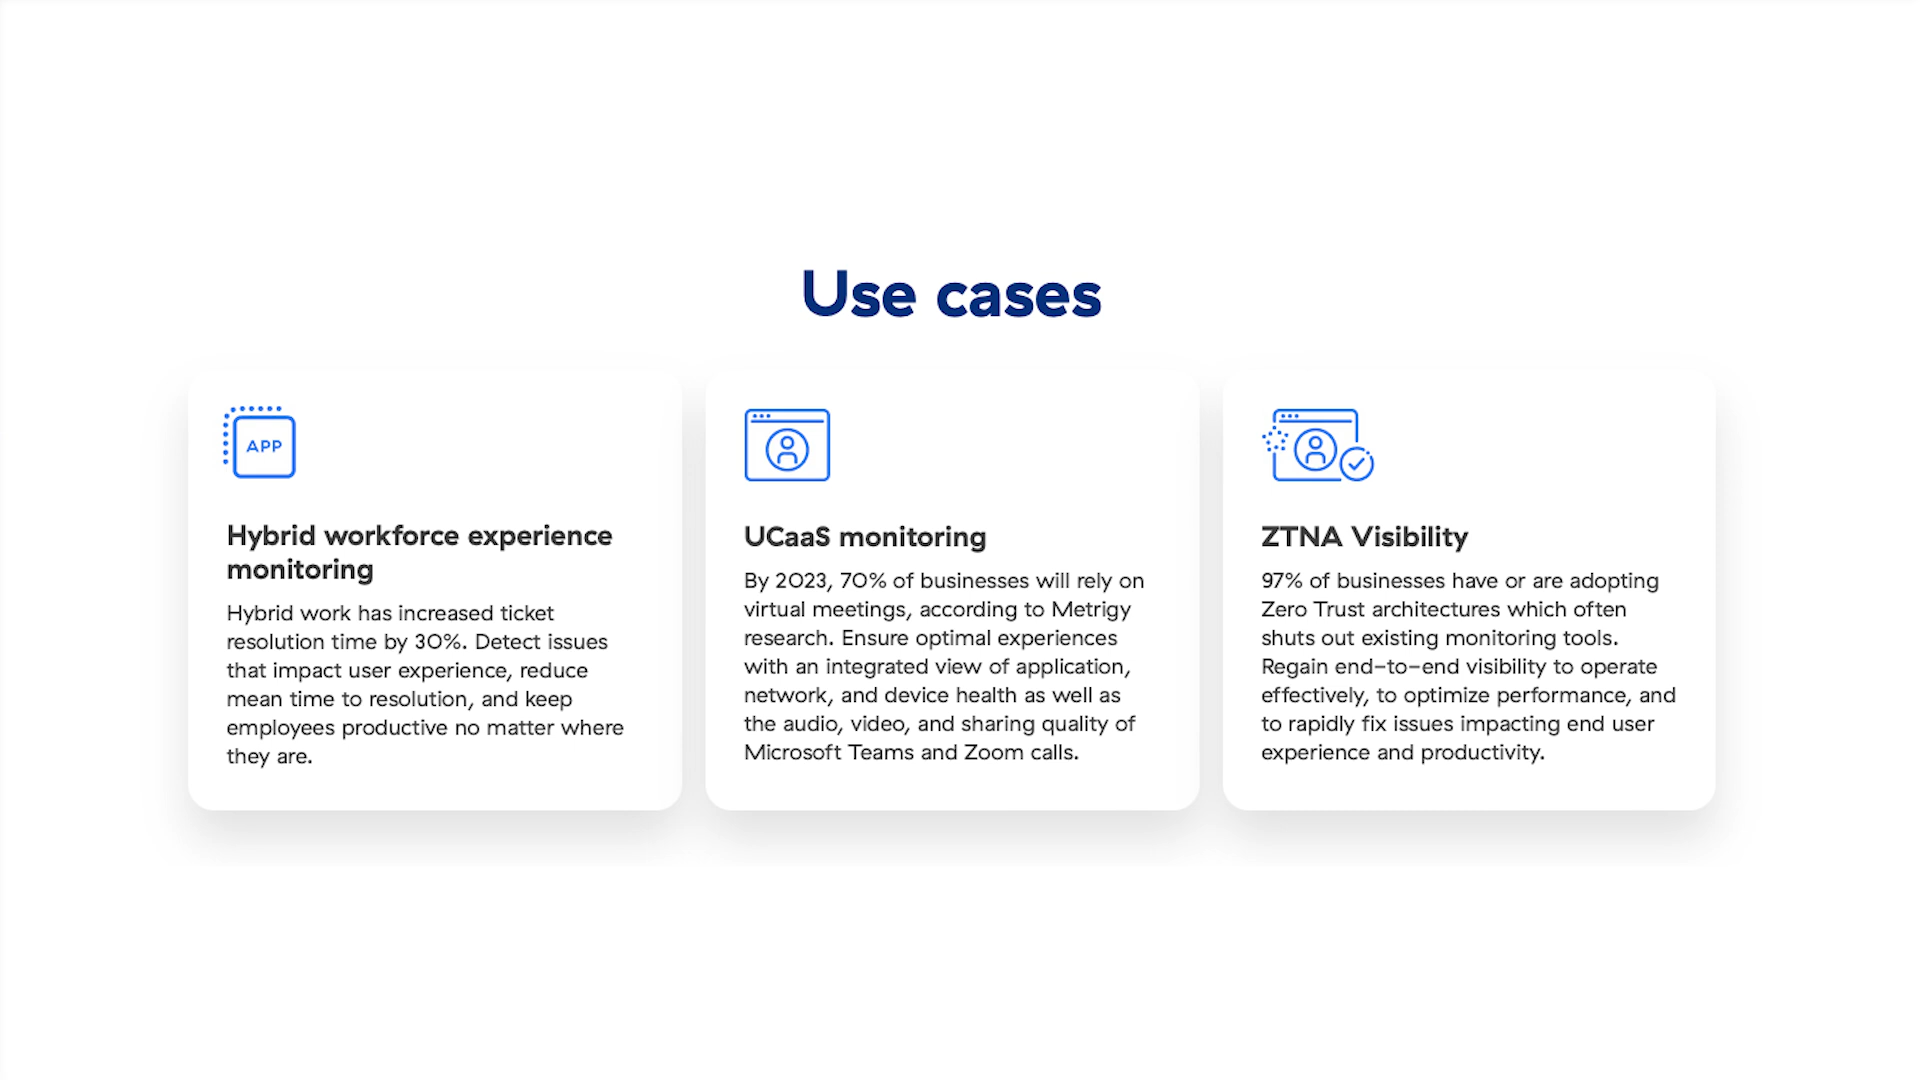 Use cases
APP
Hybrid workforce experience
monitoring
Hybrid work has increased ticket
resolution time by 30%. Detect issues
that impact user experience, reduce
mean time to resolution, and keep
employees productive no matter where
they are.
UCaaS monitoring
By 2023, 70% of businesses will rely on
virtual meetings, according to Metrigy
research. Ensure optimal experiences
with an integrated view of application,
network, and device health as well as
the audio, video, and sharing quality of
Microsoft Teams and Zoom calls.
ZTNA Visibility
97% of businesses have or are adopting
Zero Trust architectures which often
shuts out existing monitoring tools.
Regain end-to-end visibility to operate
effectively, to optimize performance, and
to rapidly fix issues impacting end user
experience and productivity.